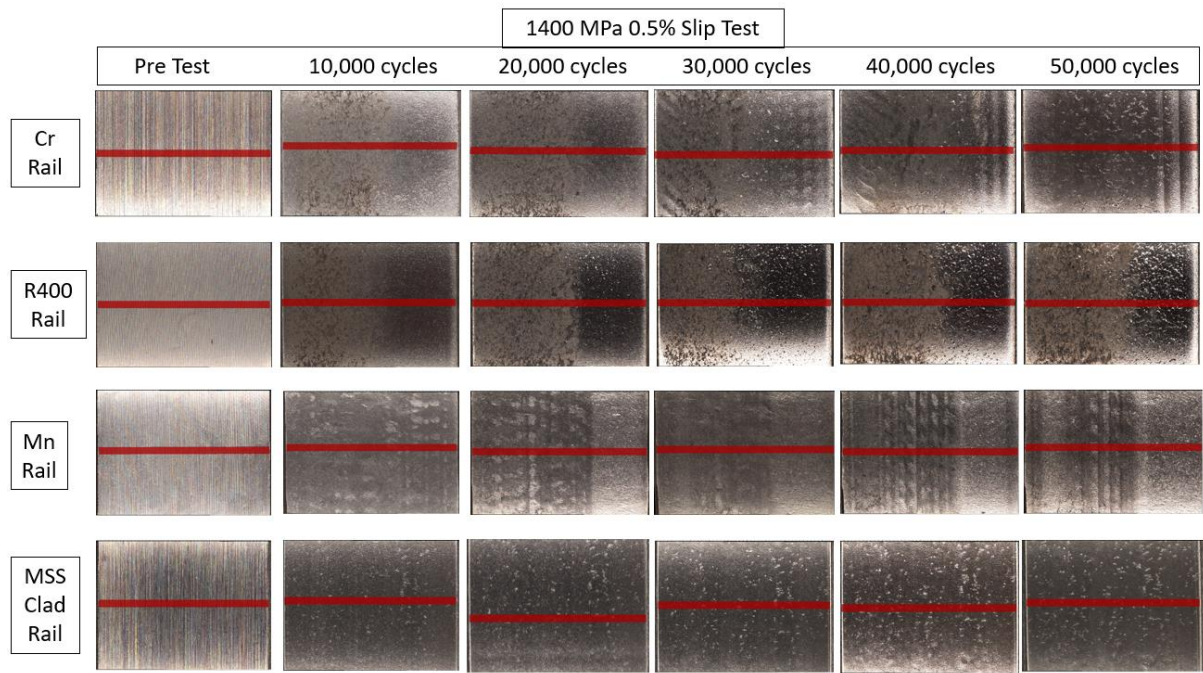 1400 MPa 0.5% Slip Test
Pre Test 10,000 cycles 20,000 cycles 30,000 cycles 40,000 cycles 50,000 cycles
Cr
Rail
R400
Rail
Mn
Rail
MSS
Clad
Rail